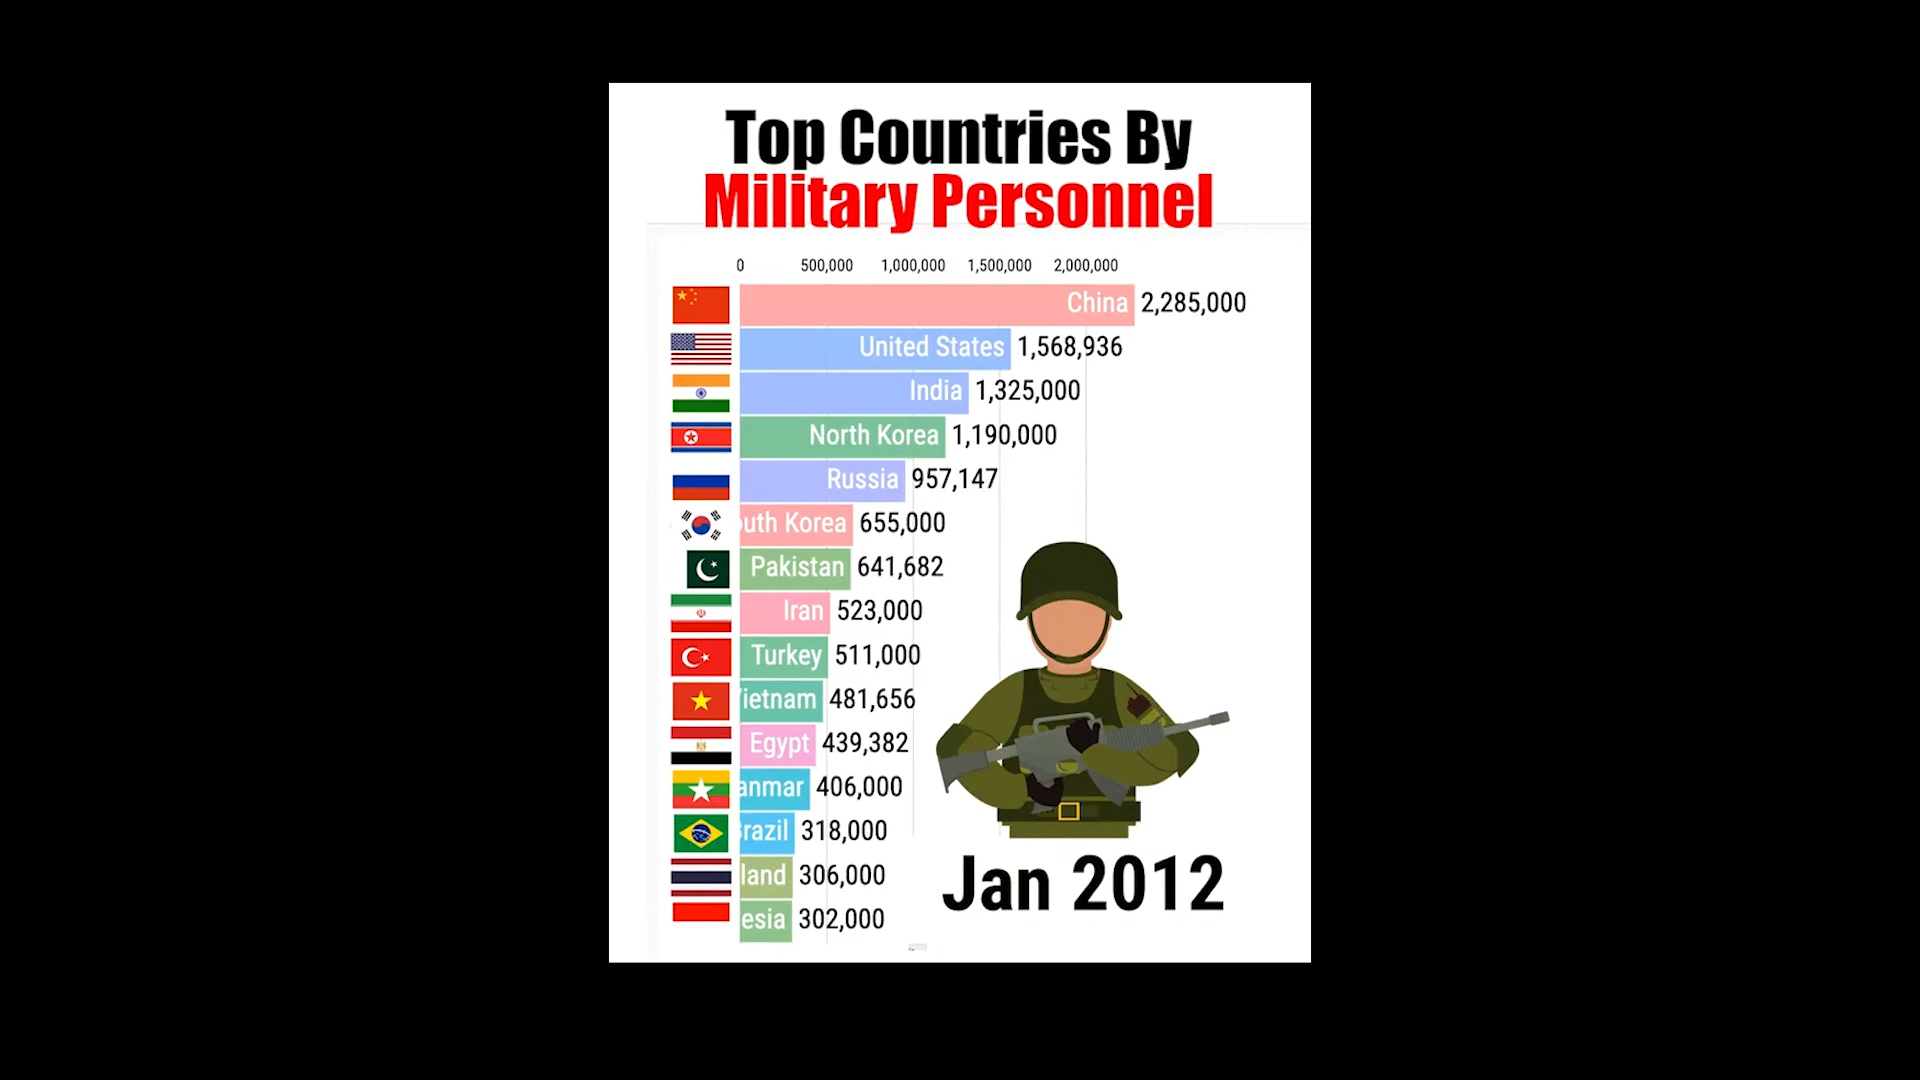 Top Countries By
Military Personnel
0 500,000 1,000,000 1,500,000 2,000,000
China 2,285,000
United States 1,568,936
India 1,325,000
North Korea 1,190,000
Russia 957,147
outh Korea 655,000
Pakistan 641,682
Iran 523,000
Turkey 511,000
Vietnam 481,656
Egypt 439,382
anmar 406,000
Brazil 318,000
land 306,000
esia 302,000
Jan 2012